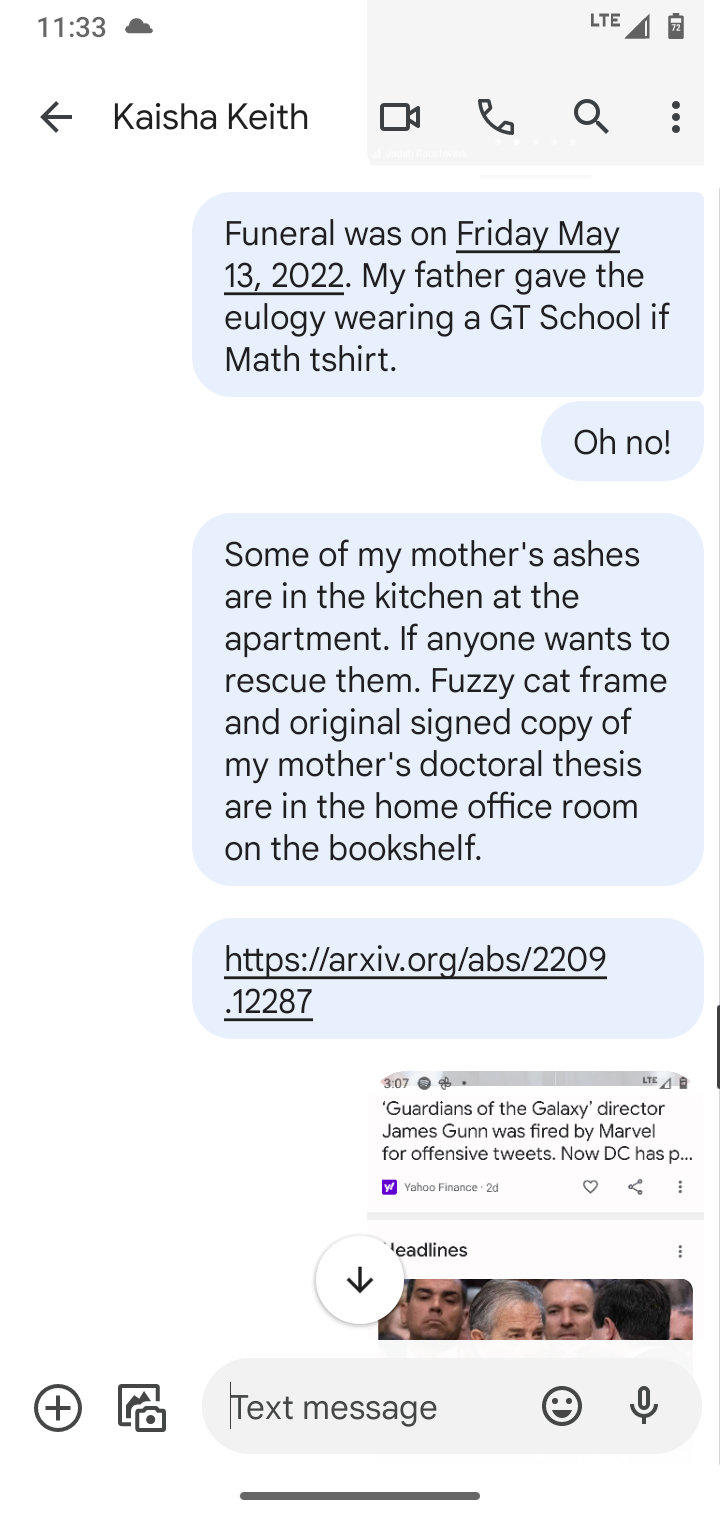 11:33
LTE
72
Kaisha Keith
Funeral was on Friday May
13, 2022. My father gave the
eulogy wearing a GT School if
Math tshirt.
Oh no!
Some of my mother's ashes
are in the kitchen at the
apartment. If anyone wants to
rescue them. Fuzzy cat frame
and original signed copy of
my mother's doctoral thesis
are in the home office room
on the bookshelf.
https://arxiv.org/abs/2209
.12287
3:07
LTE
‘Guardians of the Galaxy’ director
James Gunn was fired by Marvel
for offensive tweets. Now DC has p...
y!
Yahoo Finance · 2d
Headlines
Text message